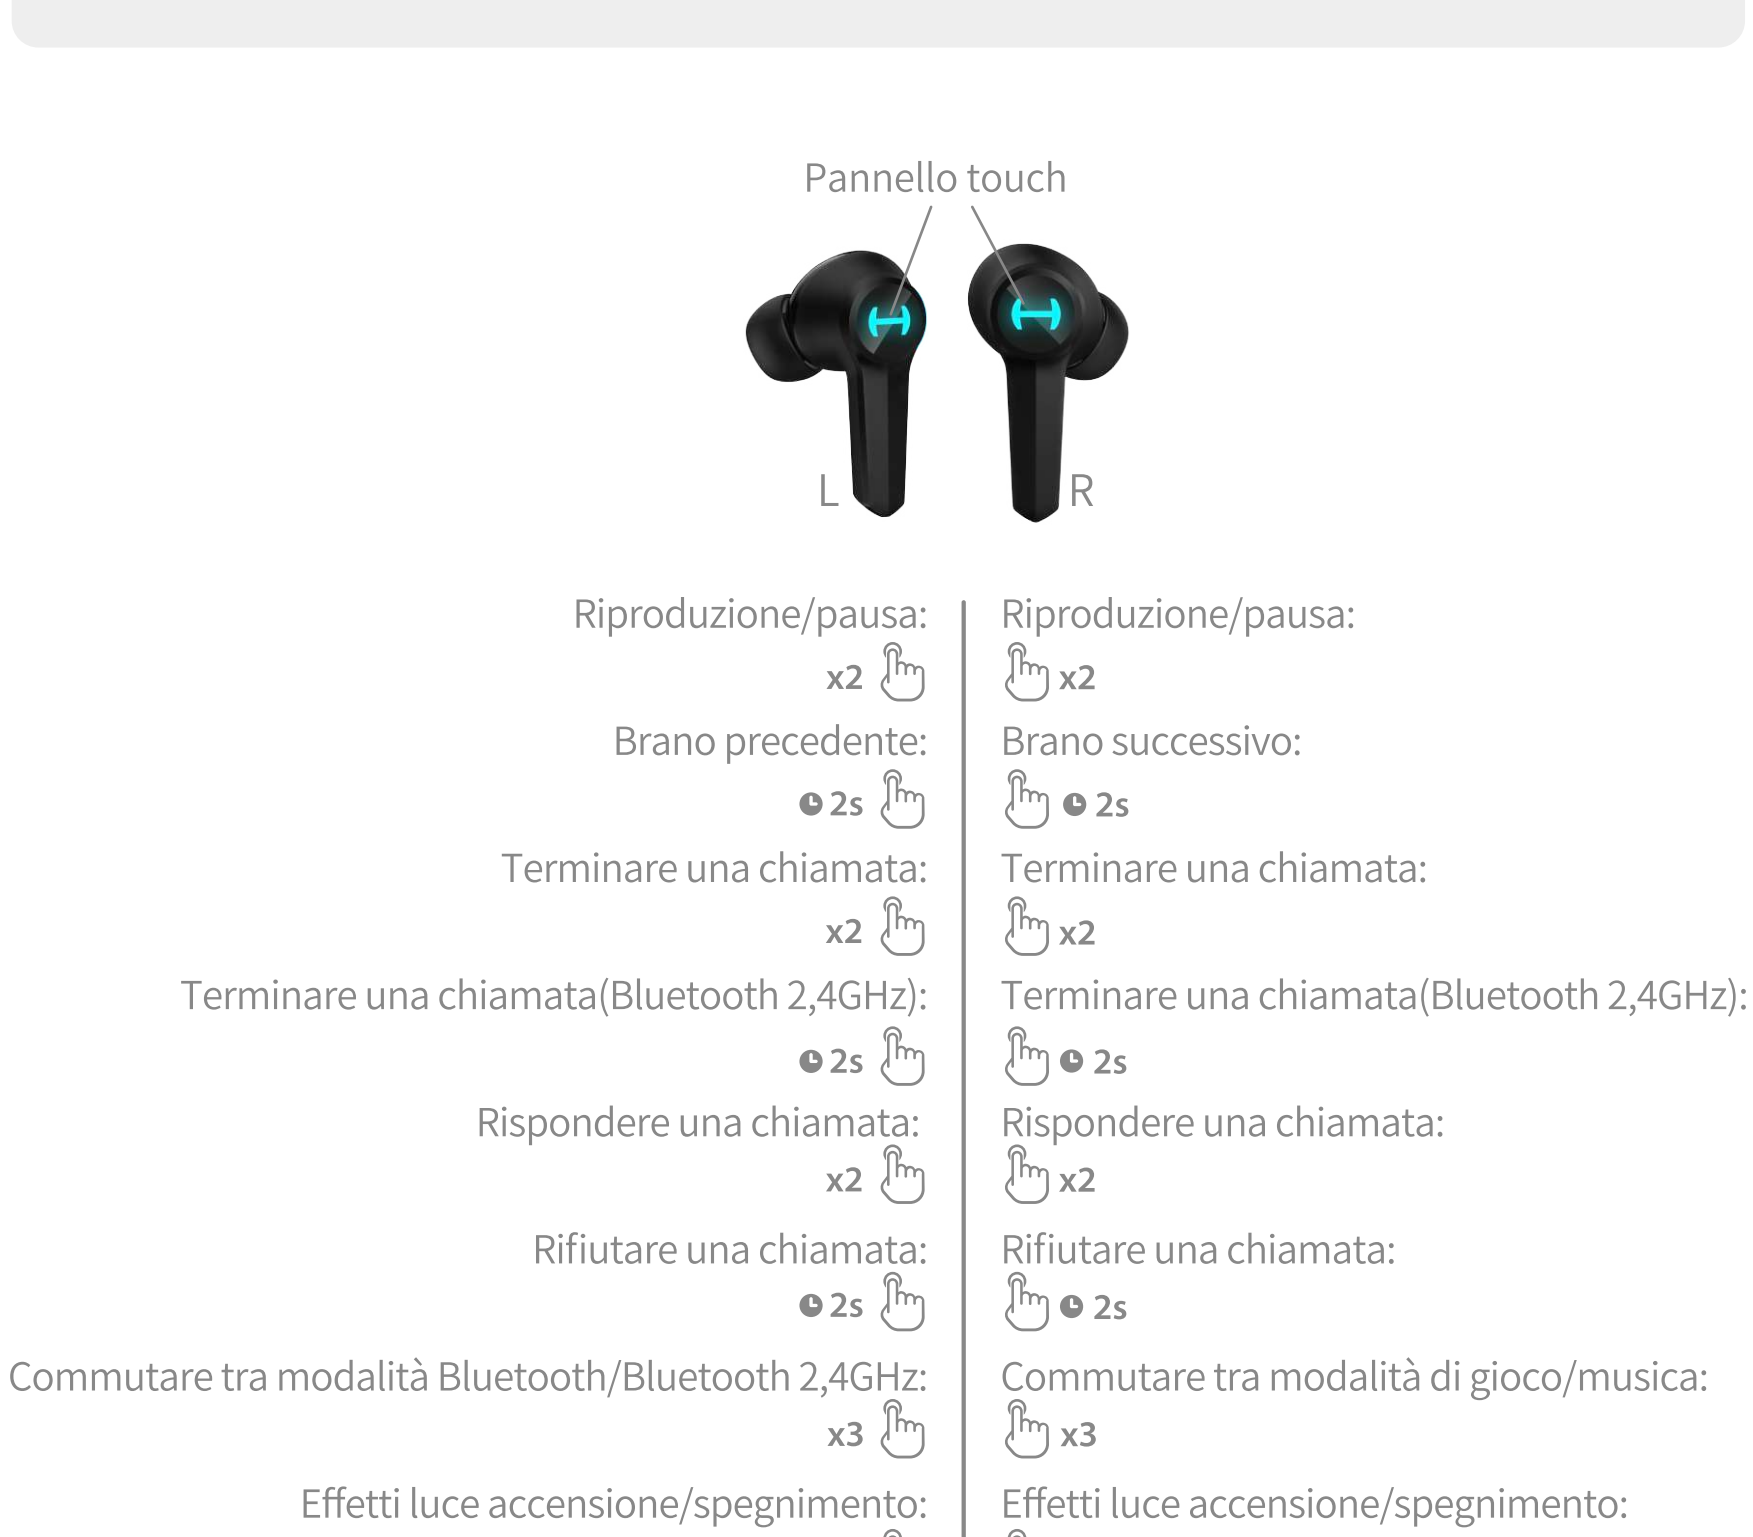 Pannello touch
L
R
Riproduzione/pausa:
x2
Brano precedente:
2s
Terminare una chiamata:
x2
Terminare una chiamata(Bluetooth 2,4GHz):
2s
Rispondere una chiamata:
x2
Rifiutare una chiamata:
2s
Commutare tra modalità Bluetooth/Bluetooth 2,4GHz:
x3
Effetti luce accensione/spegnimento:
Riproduzione/pausa:
x2
Brano successivo:
2s
Terminare una chiamata:
x2
Terminare una chiamata(Bluetooth 2,4GHz):
2s
Rispondere una chiamata:
x2
Rifiutare una chiamata:
2s
Commutare tra modalità di gioco/musica:
x3
Effetti luce accensione/spegnimento: